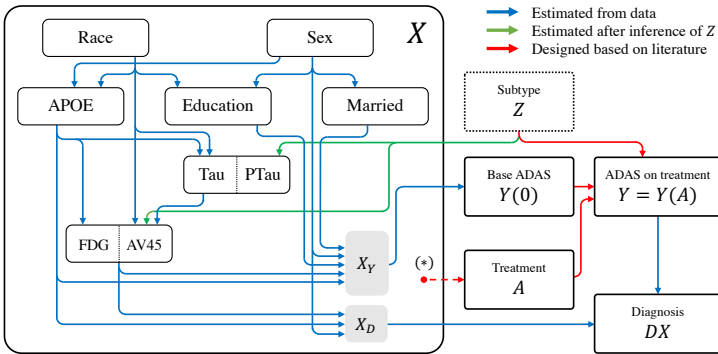 Estimated from data
Estimated after inference of Z
Designed based on literature
X
Race
Sex
APOE
Education
Married
Subtype
Z
Tau
PTau
Base ADAS
Y(0)
ADAS on treatment
Y = Y(A)
FDG
AV45
X_Y
(*)
Treatment
A
X_D
Diagnosis
DX